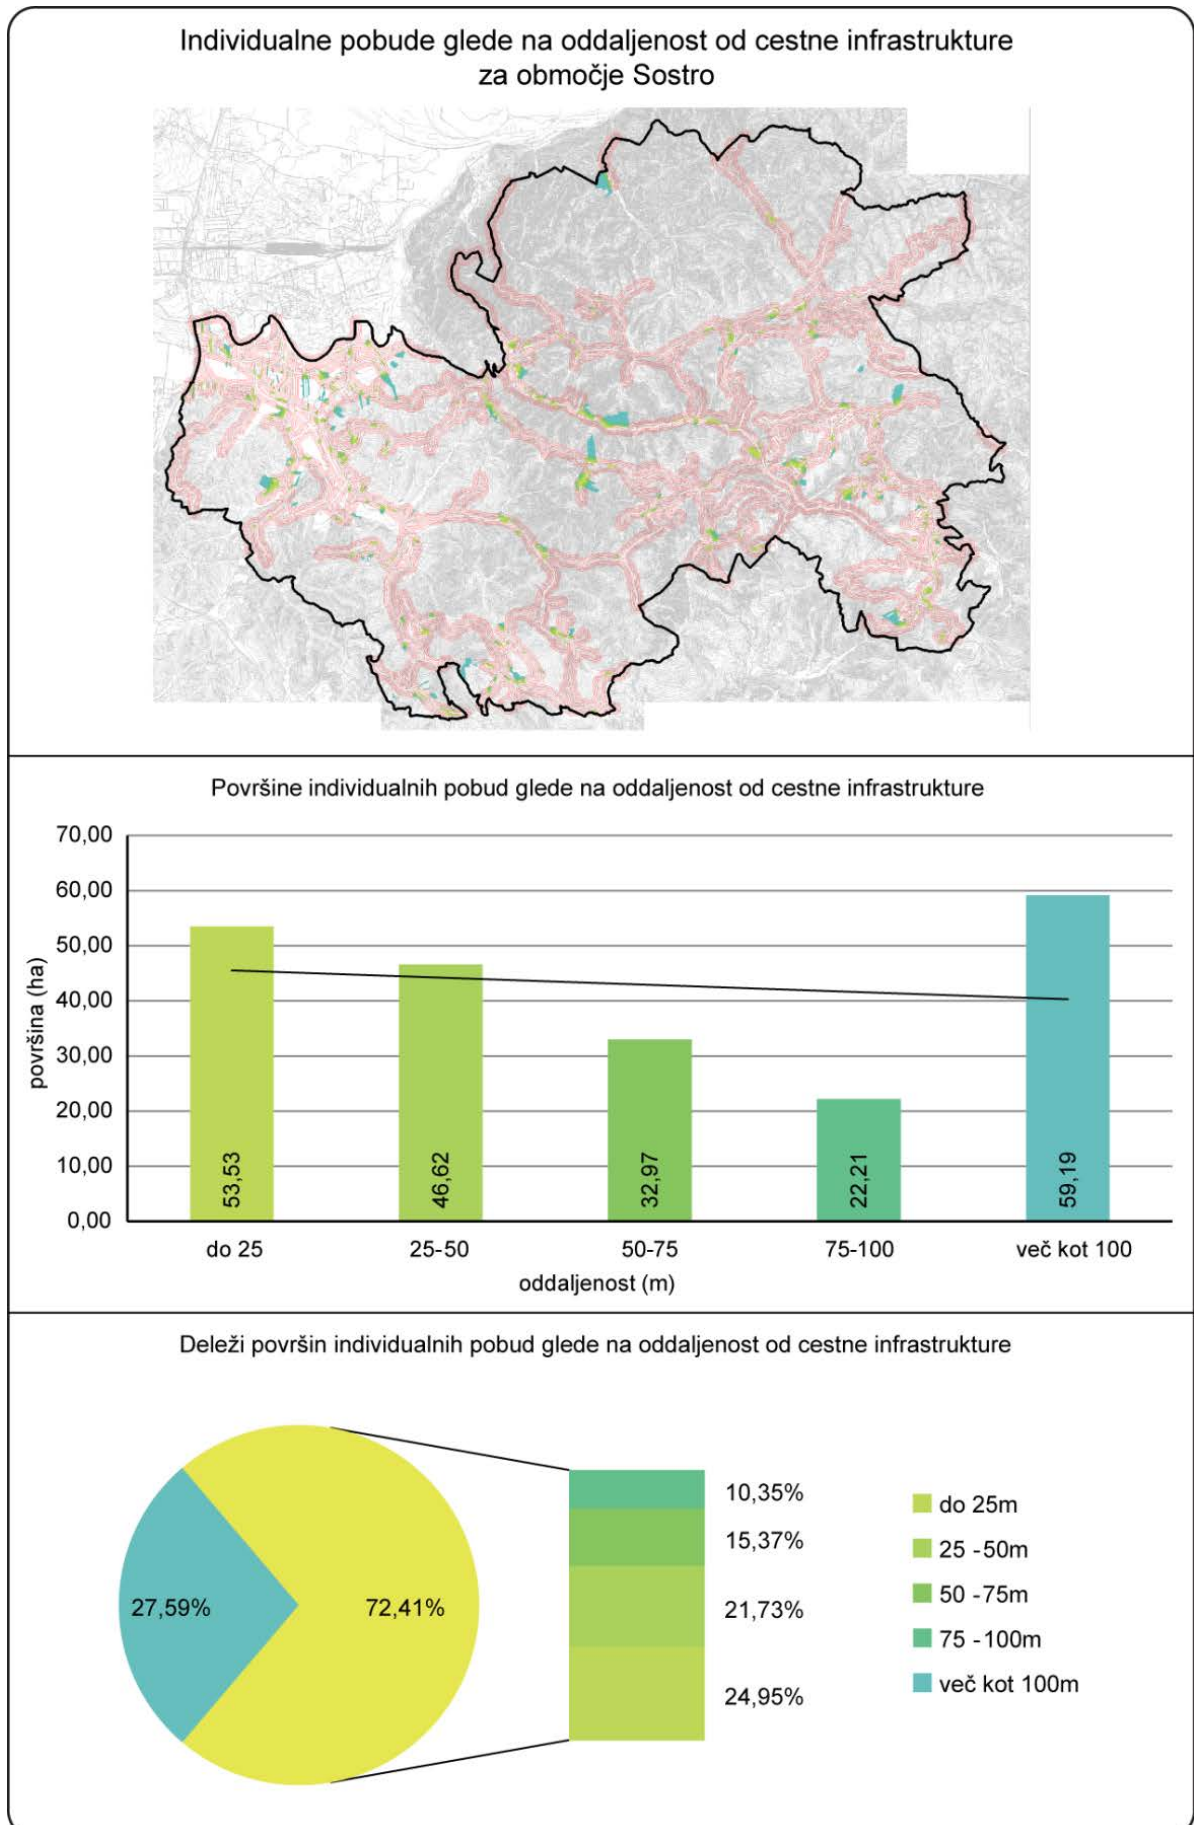 Individualne pobude glede na oddaljenost od cestne infrastrukture
za območje Sostro
Površine individualnih pobud glede na oddaljenost od cestne infrastrukture
70,00
60,00
50,00
40,00
30,00
20,00
10,00
0,00
površina (ha)
53,53
46,62
32,97
22,21
59,19
do 25
25-50
50-75
75-100
več kot 100
oddaljenost (m)
Deleži površin individualnih pobud glede na oddaljenost od cestne infrastrukture
27,59%
72,41%
10,35%
15,37%
21,73%
24,95%
do 25m
25 -50m
50 -75m
75 -100m
več kot 100m